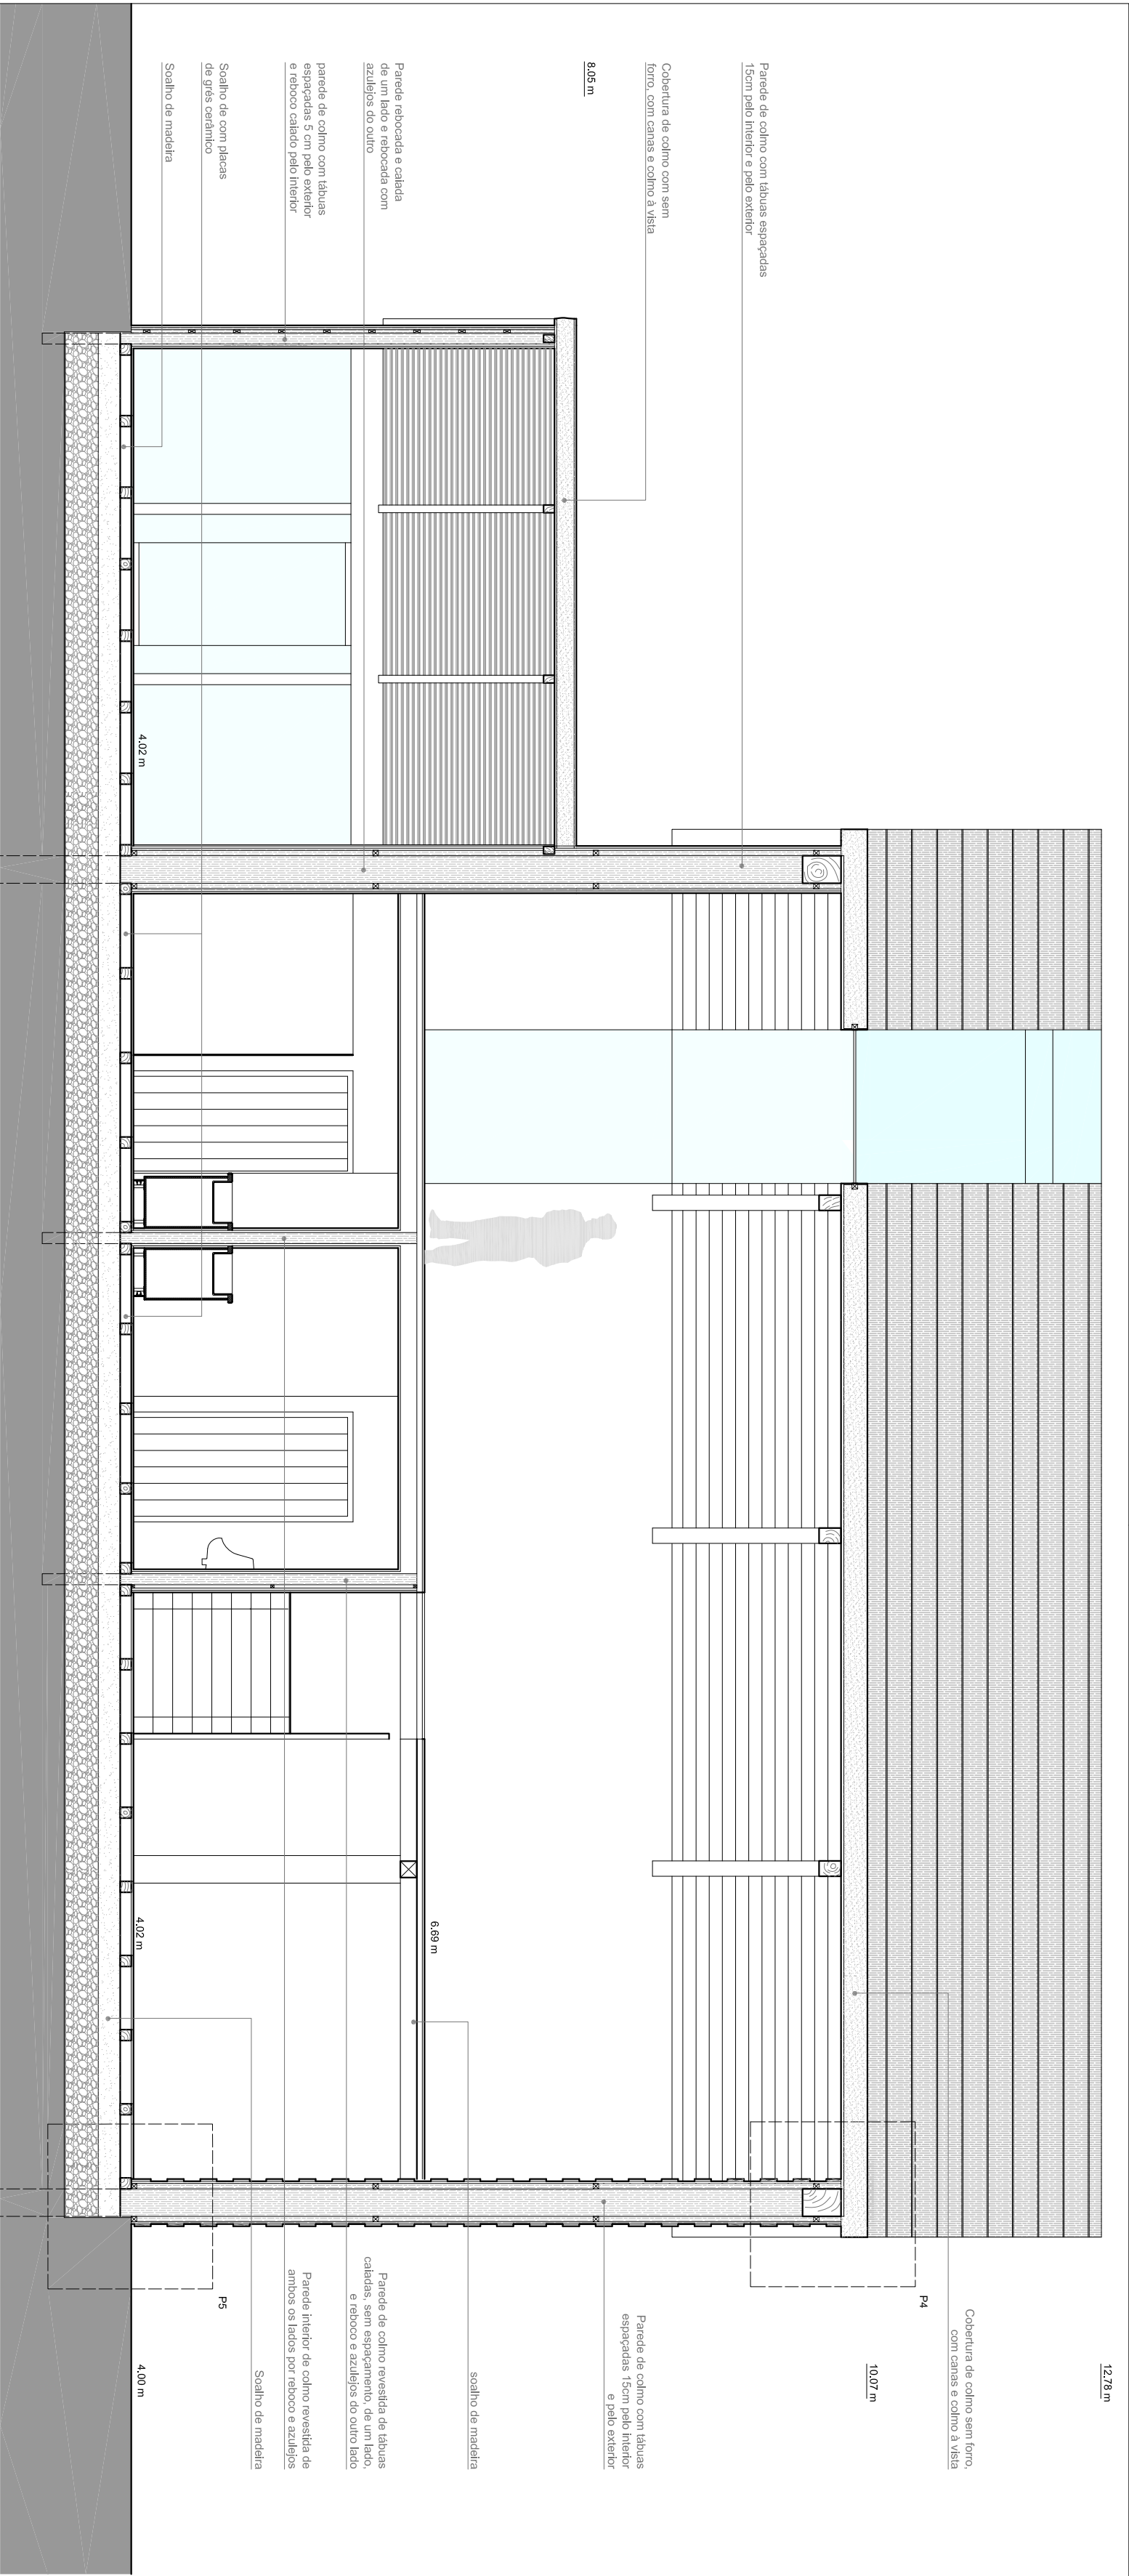 Parede de colmo com tábuas espaçadas
15cm pelo interior e pelo exterior
Cobertura de colmo com sem
forro, com canas e colmo à vista
8.05 m
Parede rebocada e caiada
de um lado e rebocada com
azulejos do outro
parede de colmo com tábuas
espaçadas 5 cm pelo exterior
e reboco caiado pelo interior
Soalho de com placas
de grés cerâmico
Soalho de madeira
4.02 m
6.69 m
4.02 m
P4
P5
12.78 m
10.07 m
Cobertura de colmo sem forro,
com canas e colmo à vista
Parede de colmo com tábuas
espaçadas 15cm pelo interior
e pelo exterior
soalho de madeira
Parede de colmo revestida de tábuas
caiadas, sem espaçamento, de um lado,
e reboco e azulejos do outro lado
Parede interior de colmo revestida de
ambos os lados por reboco e azulejos
Soalho de madeira
4.00 m